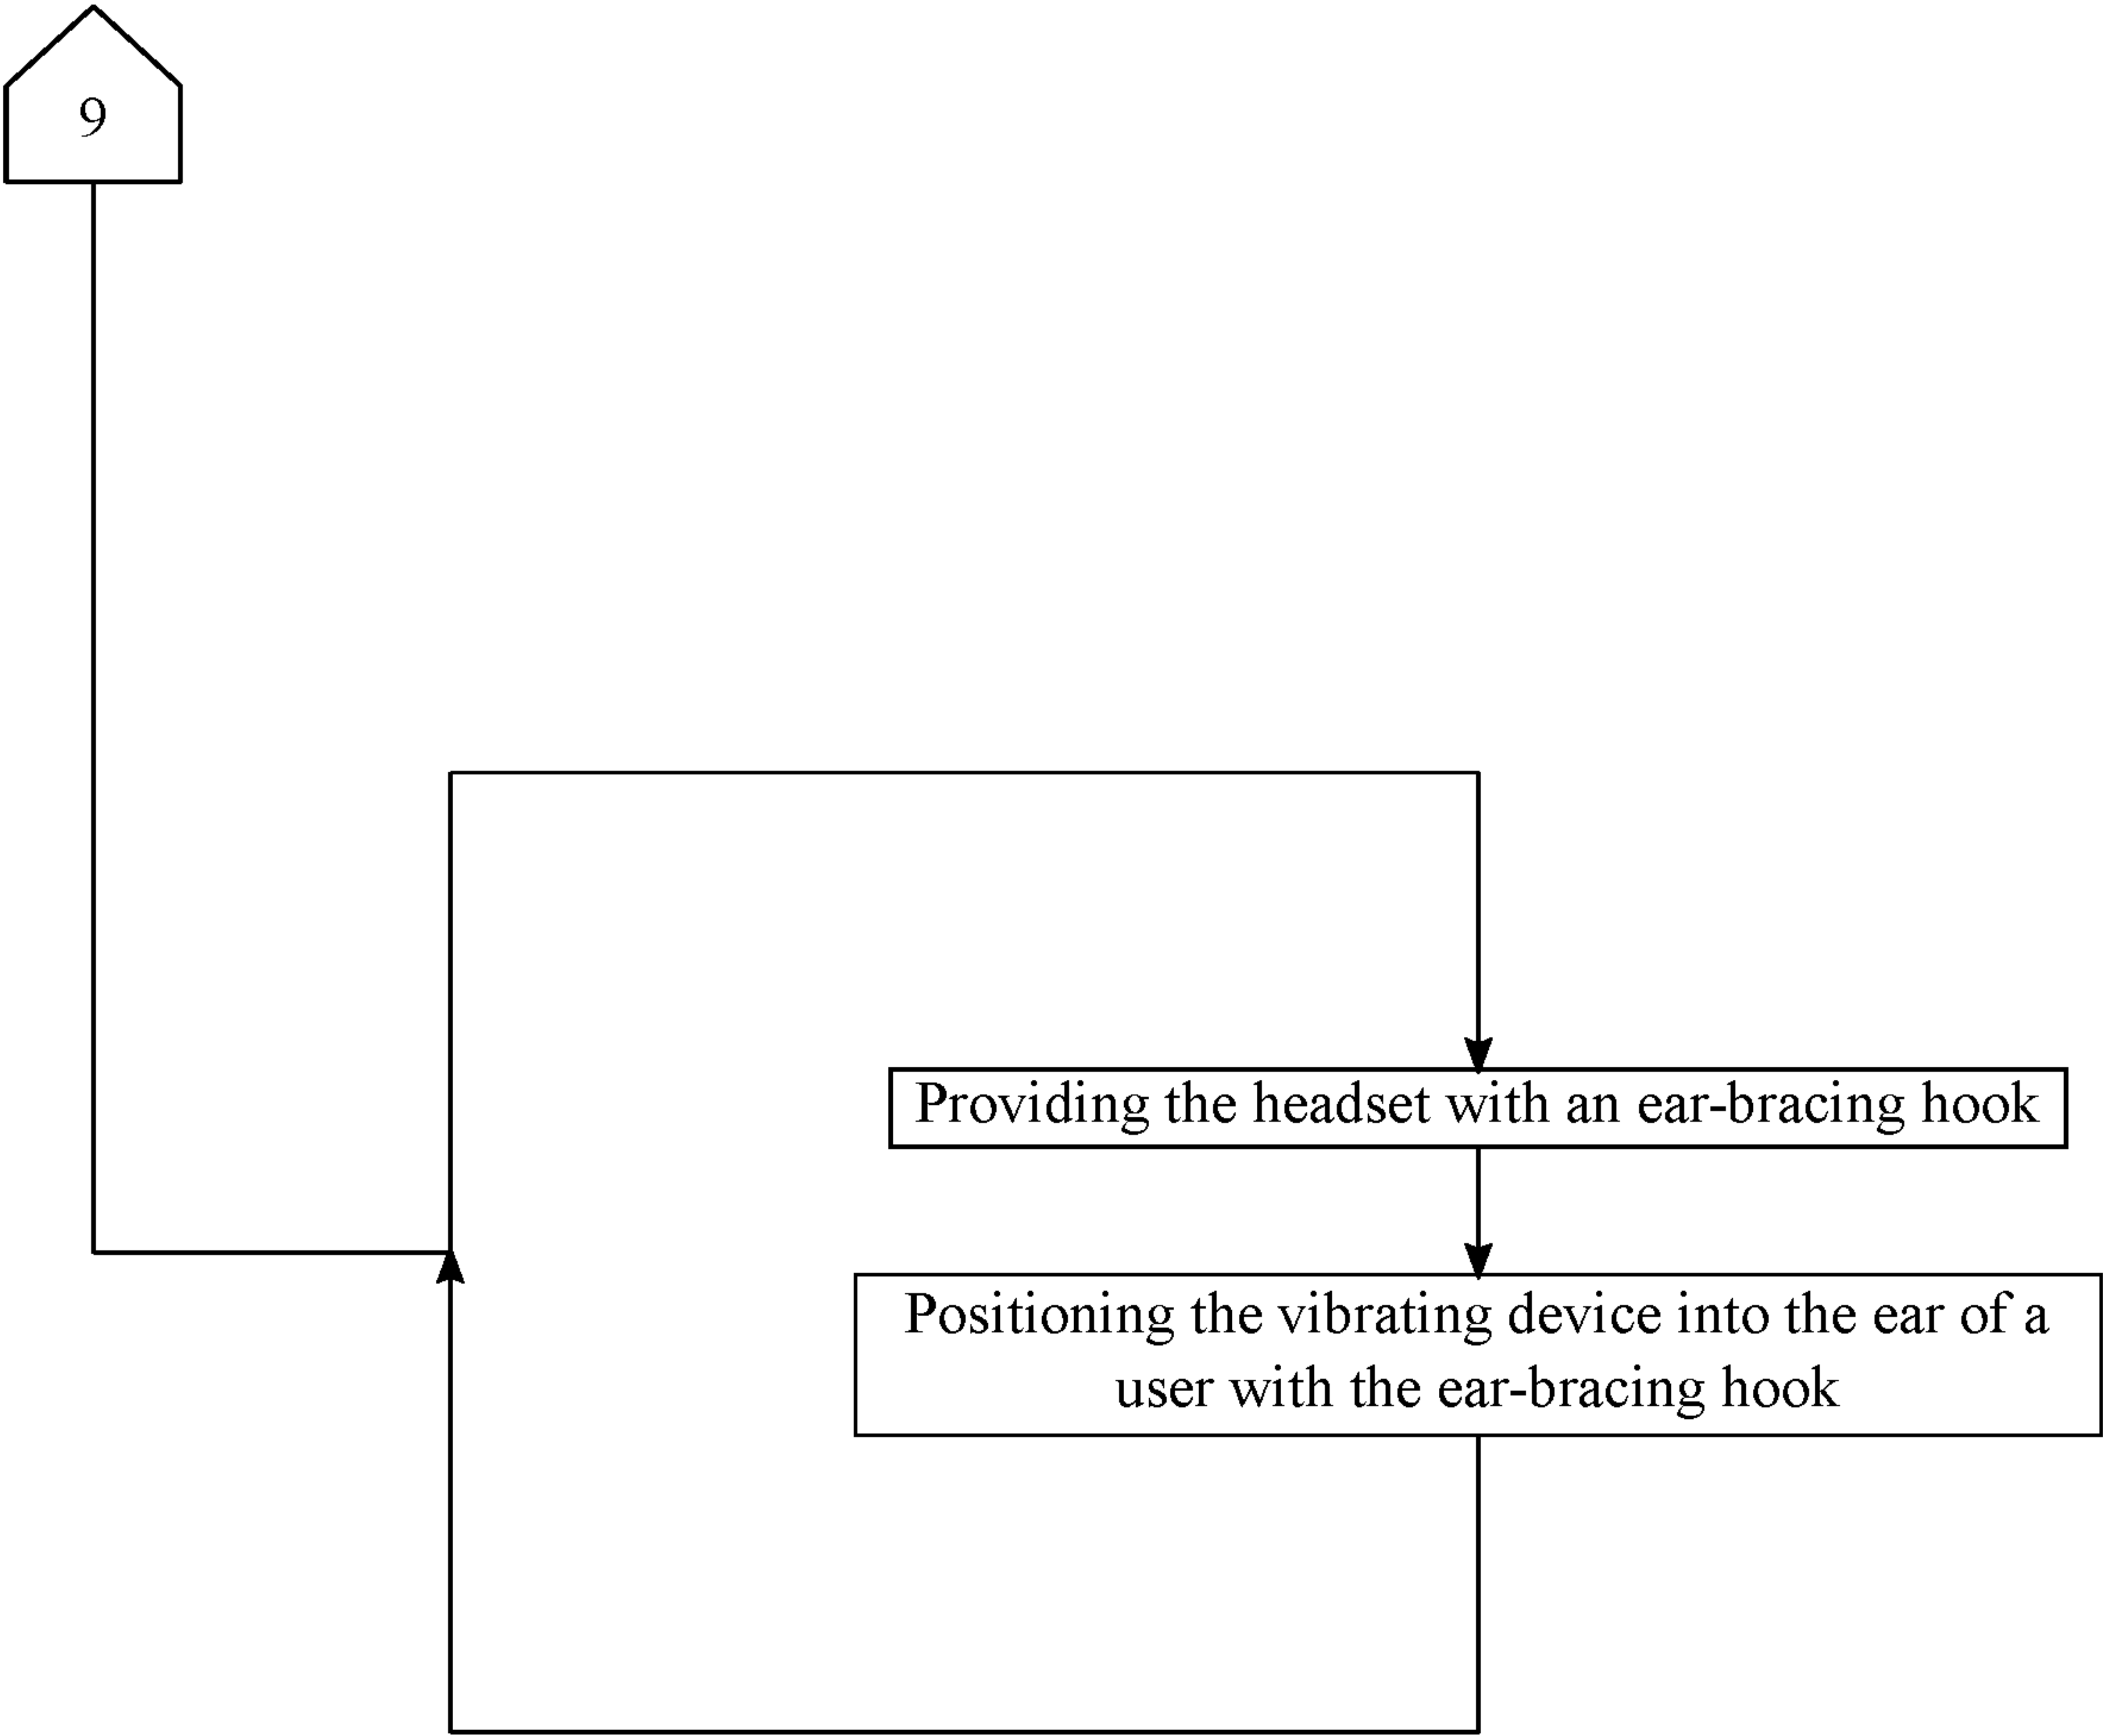 9
Providing the headset with an ear-bracing hook
Positioning the vibrating device into the ear of a
user with the ear-bracing hook